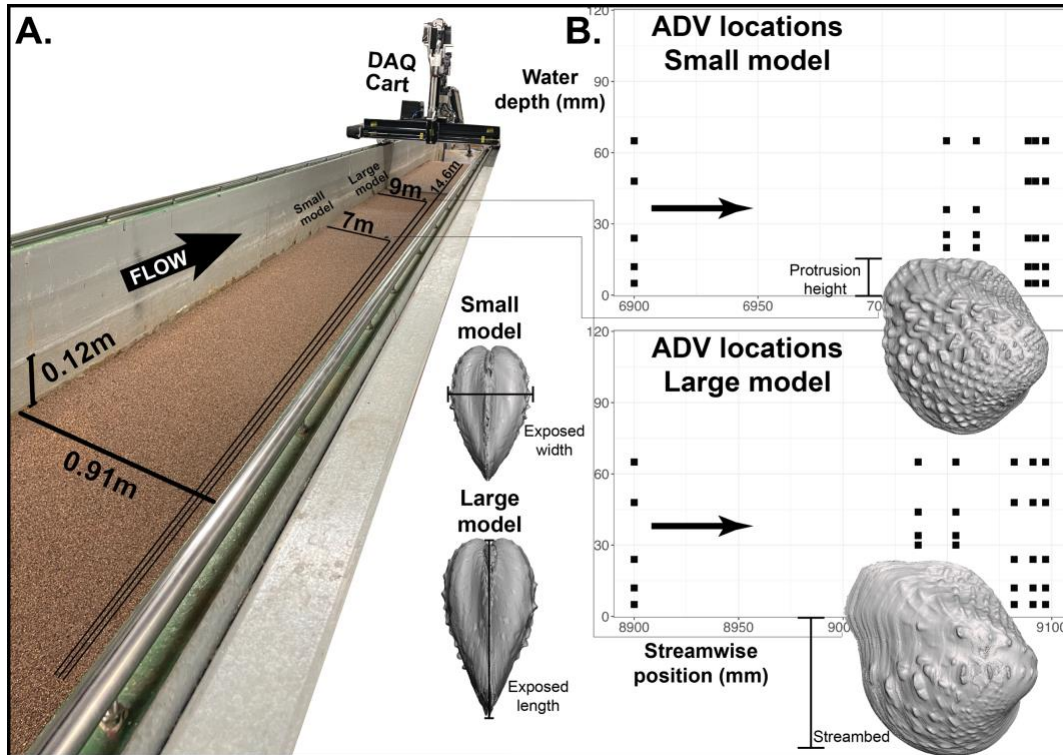 A.
DAQ
Cart
Large
model
Small
model
14.6m
9m
7m
FLOW
0.12m
0.91m
Small
model
Exposed
width
Large
model
Exposed
length
B.
ADV locations
Small model
Water
depth (mm)
120
90
60
30
0
Protrusion
height
6900
6950
70
ADV locations
Large model
120
90
60
30
0
8900
8950
90
9100
Streamwise
position (mm)
Streambed